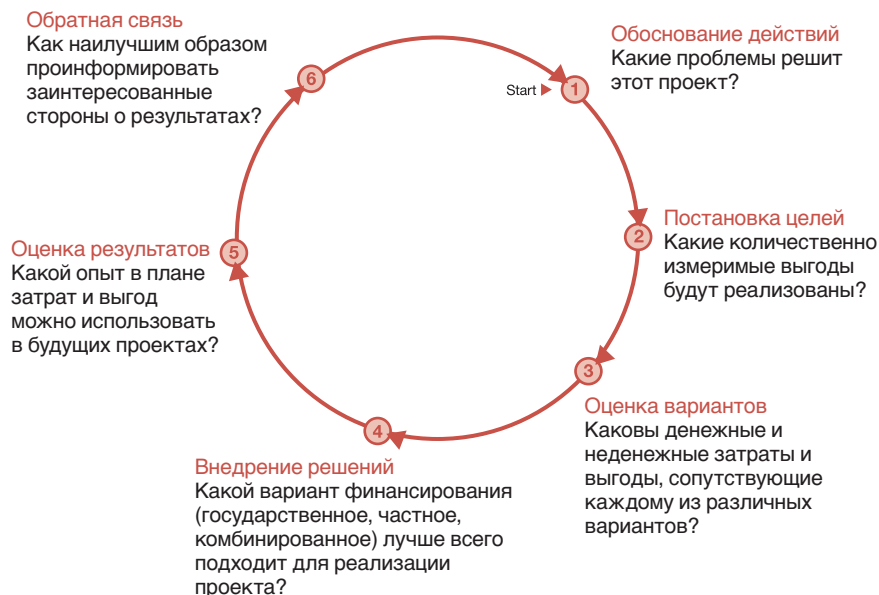 Обратная связь
Как наилучшим образом
проинформировать
заинтересованные
стороны о результатах?
6
Start
1
Обоснование действий
Какие проблемы решит
этот проект?
2
Постановка целей
Какие количественно
измеримые выгоды
будут реализованы?
3
Оценка вариантов
Каковы денежные и
неденежные затраты и
выгоды, сопутствующие
каждому из различных
вариантов?
4
Внедрение решений
Какой вариант финансирования
(государственное, частное,
комбинированное) лучше всего
подходит для реализации
проекта?
5
Оценка результатов
Какой опыт в плане
затрат и выгод
можно использовать
в будущих проектах?